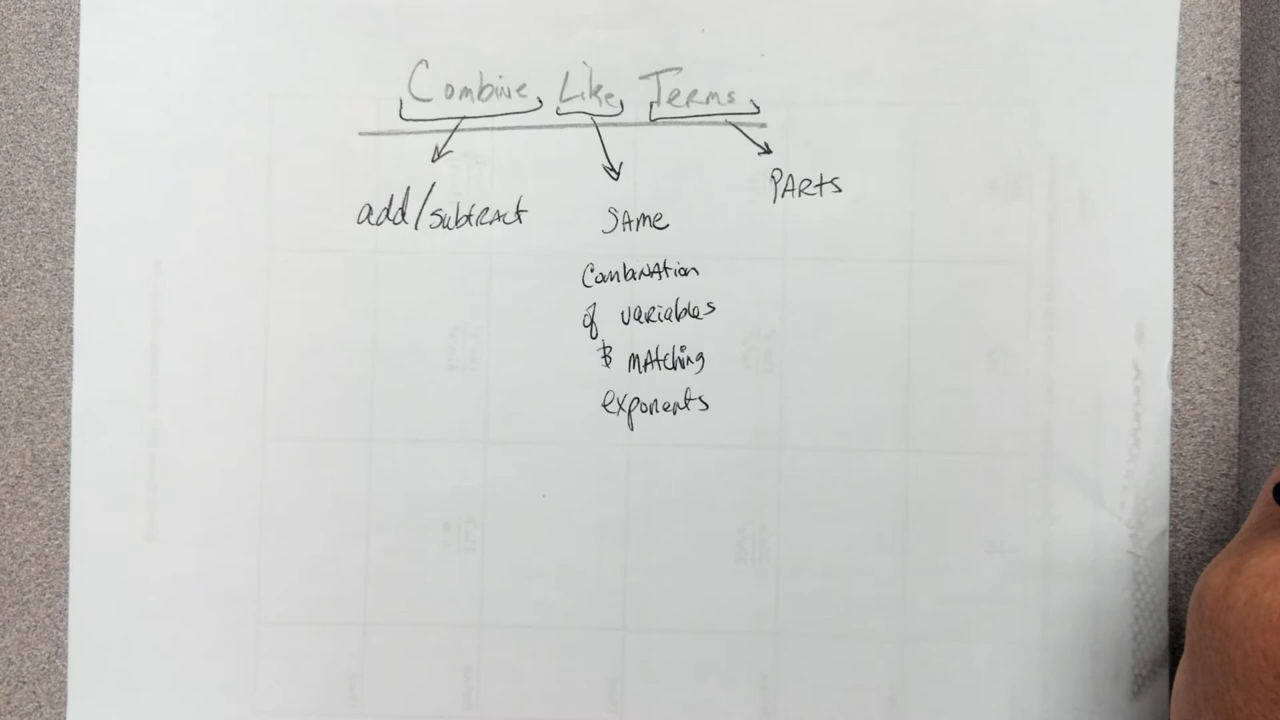 Combine Like Terms
add/subtract
PARTS
SAME
Combination
of variables
& matching
exponents